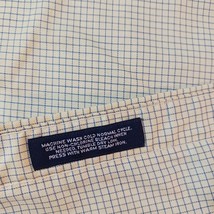 MACHINE WASH COLD NORMAL CYCLE,
USE NON-CHLORINE BLEACH WHEN
NEEDED, TUMBLE DRY LOW.
PRESS WITH WARM STEAM IRON.